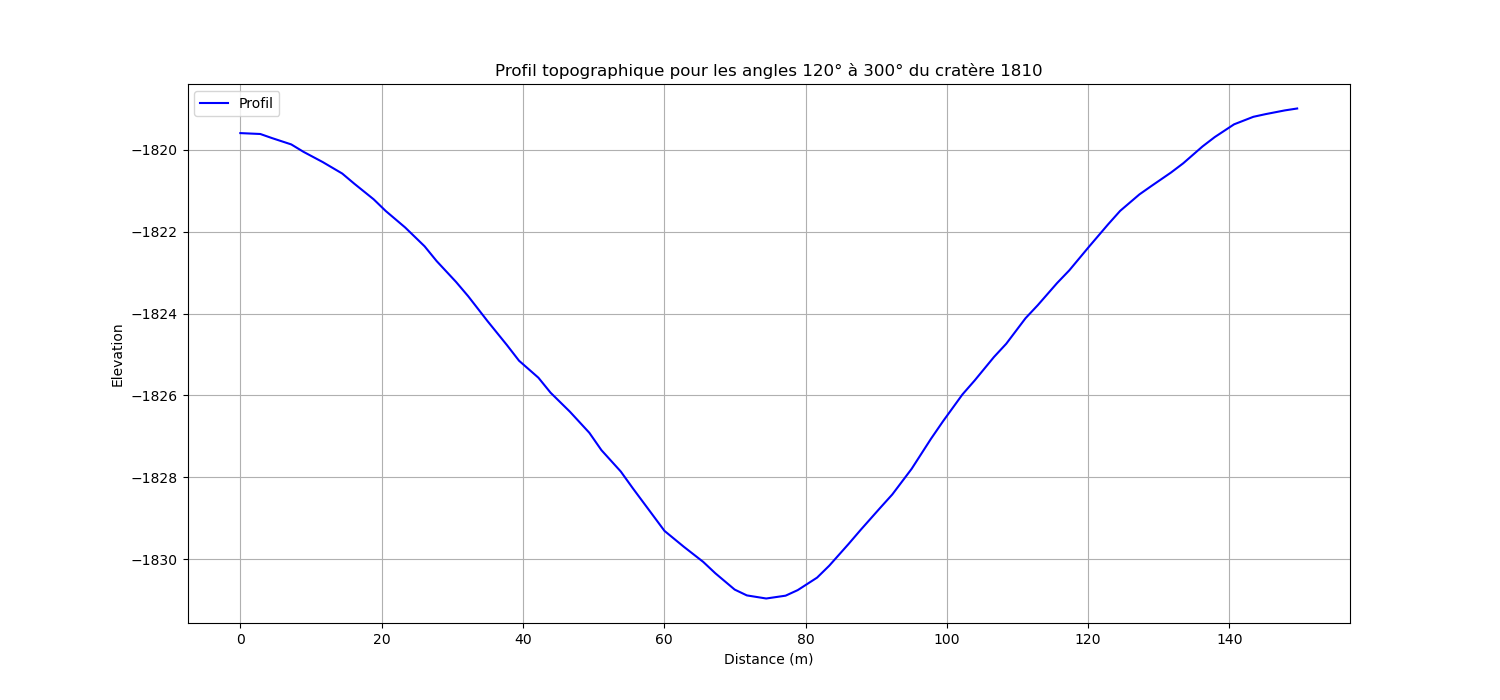 Profil topographique pour les angles 120° à 300° du cratère 1810
Profil
−1820
−1822
−1824
−1826
−1828
−1830
Elevation
0 20 40 60 80 100 120 140
Distance (m)